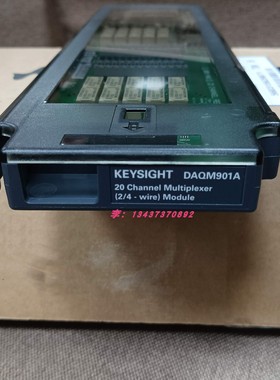 KEYSIGHT DAQM901A
20 Channel Multiplexer
(2/4 - wire) Module
李: 13437370892